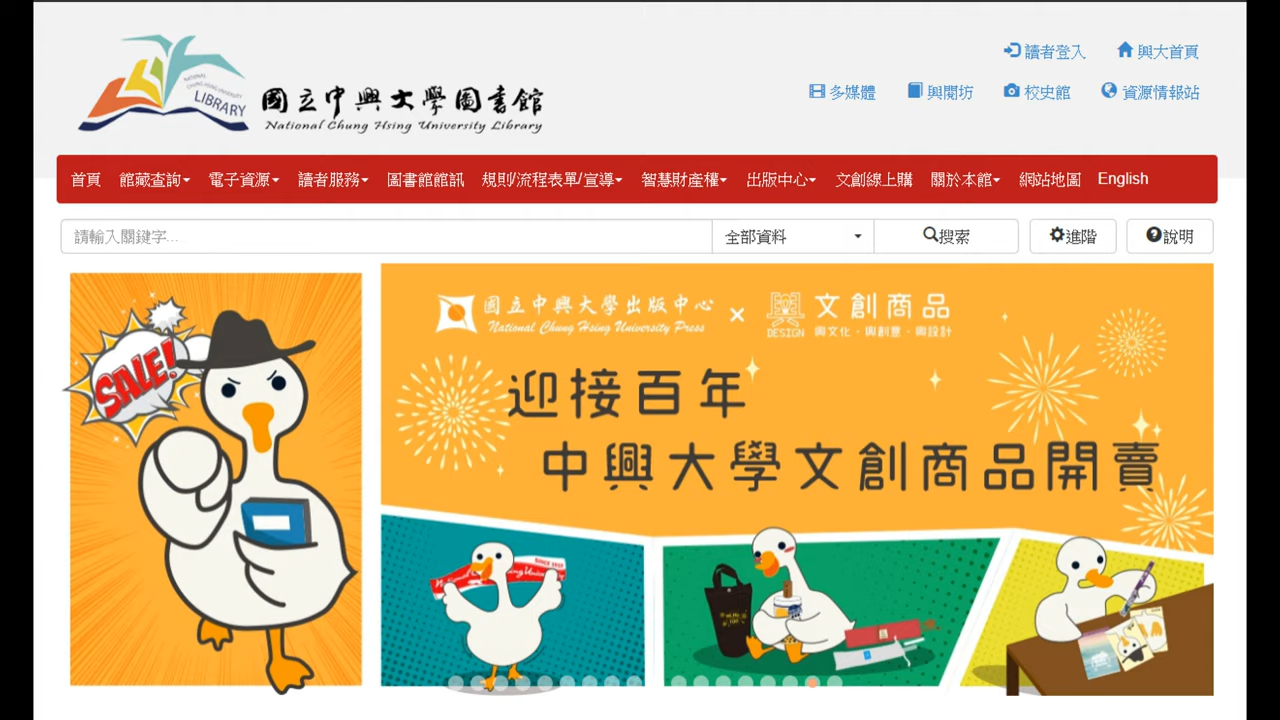 讀者登入 興大首頁
NATIONAL
CHUNG HSING UNIVERSITY
LIBRARY
國立中興大學圖書館
National Chung Hsing University Library
多媒體 興閱坊 校史館 資源情報站
首頁 館藏查詢 電子資源 讀者服務 圖書館館訊 規則/流程表單/宣導 智慧財產權 出版中心 文創線上購 關於本館 網站地圖 English
請輸入關鍵字... 全部資料 搜索 進階 說明
國立中興大學出版中心 × 興 文創商品
National Chung Hsing University Press DESIGN 興文化·興創意·興設計
SALE!
迎接百年
中興大學文創商品開賣
SINCE 1919